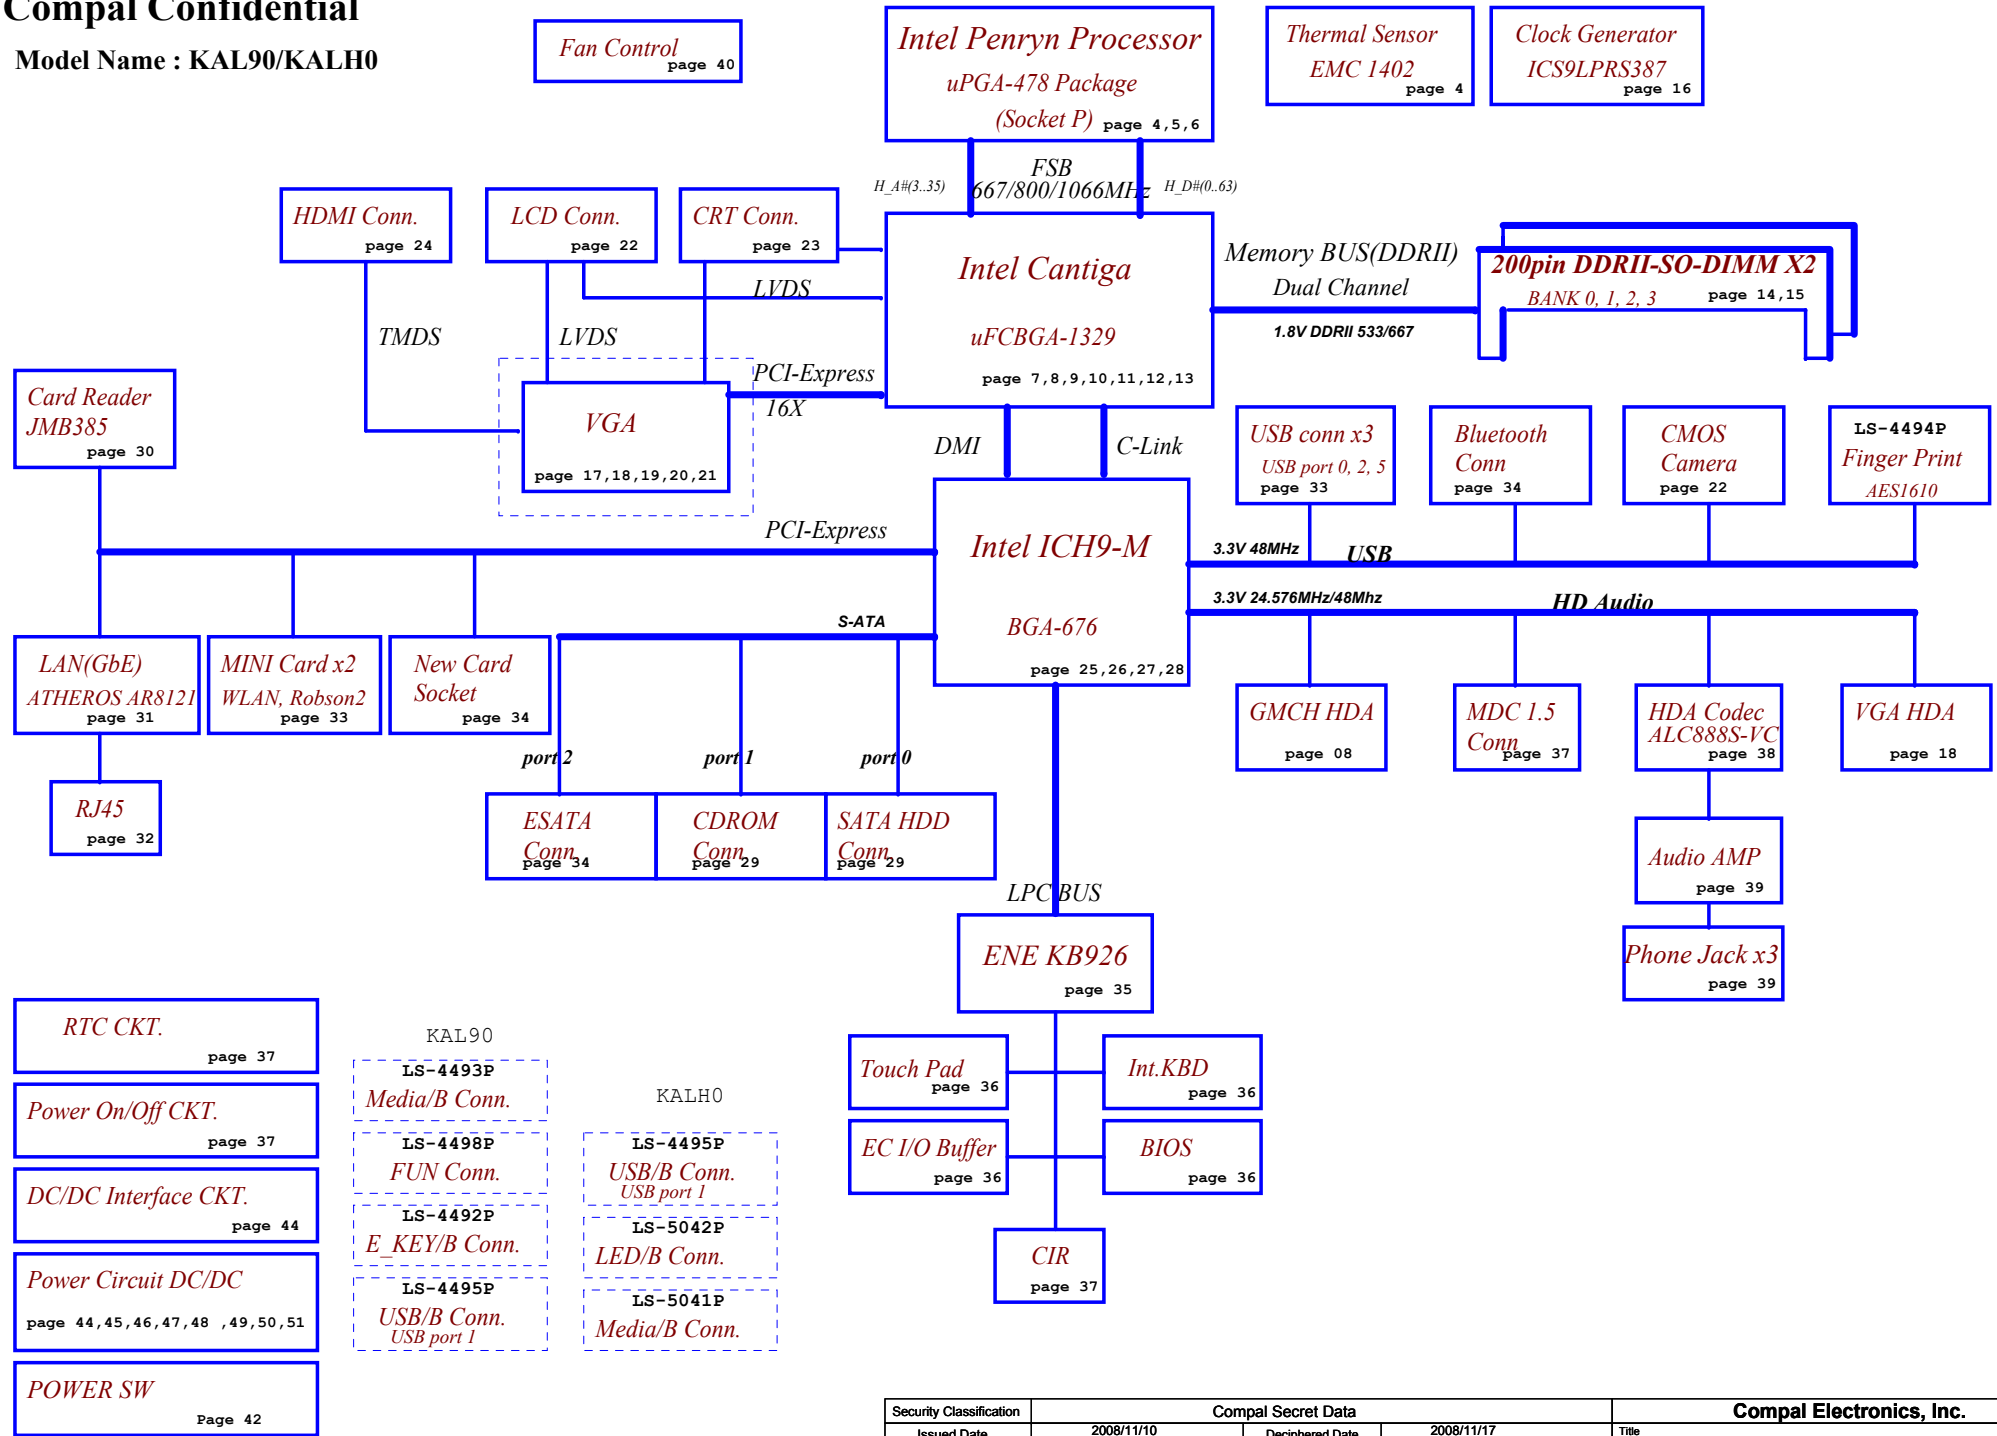 Compal Confidential
Model Name : KAL90/KALH0
Fan Control
page 40
Intel Penryn Processor
uPGA-478 Package
(Socket P) page 4,5,6
Thermal Sensor
EMC 1402
page 4
Clock Generator
ICS9LPRS387
page 16
H_A#(3..35)
FSB
667/800/1066MHz
H_D#(0..63)
HDMI Conn.
page 24
LCD Conn.
page 22
CRT Conn.
page 23
LVDS
TMDS
LVDS
Intel Cantiga
uFCBGA-1329
page 7,8,9,10,11,12,13
Memory BUS(DDRII)
Dual Channel
1.8V DDRII 533/667
200pin DDRII-SO-DIMM X2
BANK 0, 1, 2, 3 page 14,15
PCI-Express
16X
VGA
page 17,18,19,20,21
Card Reader
JMB385
page 30
DMI
C-Link
USB conn x3
USB port 0, 2, 5
page 33
Bluetooth
Conn
page 34
CMOS
Camera
page 22
LS-4494P
Finger Print
AES1610
PCI-Express
Intel ICH9-M
BGA-676
page 25,26,27,28
3.3V 48MHz
USB
3.3V 24.576MHz/48Mhz
HD Audio
S-ATA
LAN(GbE)
ATHEROS AR8121
page 31
MINI Card x2
WLAN, Robson2
page 33
New Card
Socket
page 34
GMCH HDA
page 08
MDC 1.5
Conn
page 37
HDA Codec
ALC888S-VC
page 38
VGA HDA
page 18
port 2
port 1
port 0
RJ45
page 32
ESATA
Conn
page 34
CDROM
Conn
page 29
SATA HDD
Conn
page 29
Audio AMP
page 39
LPC BUS
ENE KB926
page 35
Phone Jack x3
page 39
RTC CKT.
page 37
Power On/Off CKT.
page 37
DC/DC Interface CKT.
page 44
Power Circuit DC/DC
page 44,45,46,47,48 ,49,50,51
POWER SW
Page 42
KAL90
LS-4493P
Media/B Conn.
LS-4498P
FUN Conn.
LS-4492P
E_KEY/B Conn.
LS-4495P
USB/B Conn.
USB port 1
KALH0
LS-4495P
USB/B Conn.
USB port 1
LS-5042P
LED/B Conn.
LS-5041P
Media/B Conn.
Touch Pad
page 36
Int.KBD
page 36
EC I/O Buffer
page 36
BIOS
page 36
CIR
page 37
Security Classification
Compal Secret Data
Compal Electronics, Inc.
Issued Date
2008/11/10
Deciphered Date
2008/11/17
Title